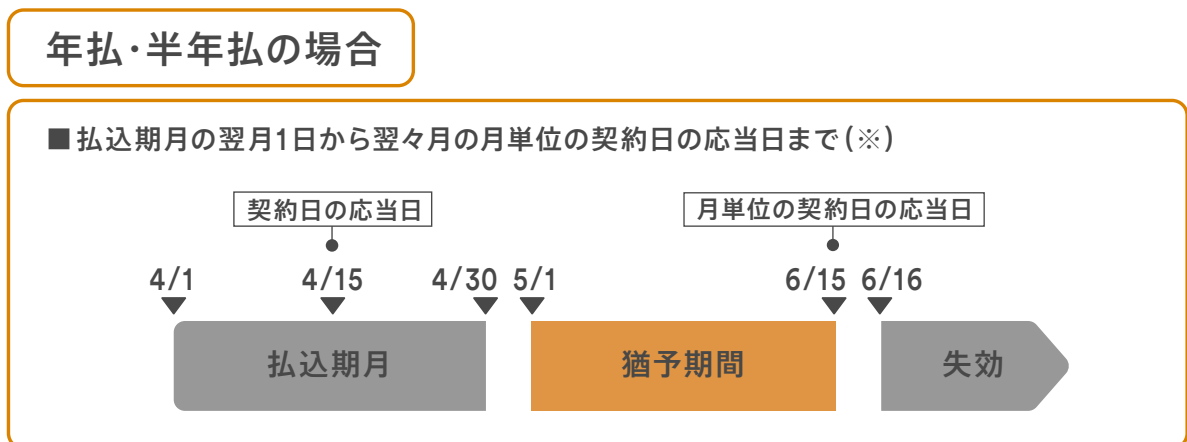 年払・半年払の場合
■払込期月の翌月1日から翌々月の月単位の契約日の応当日まで(※)
契約日の応当日 月単位の契約日の応当日
4/1 4/15 4/30 5/1 6/15 6/16
払込期月 猶予期間 失効